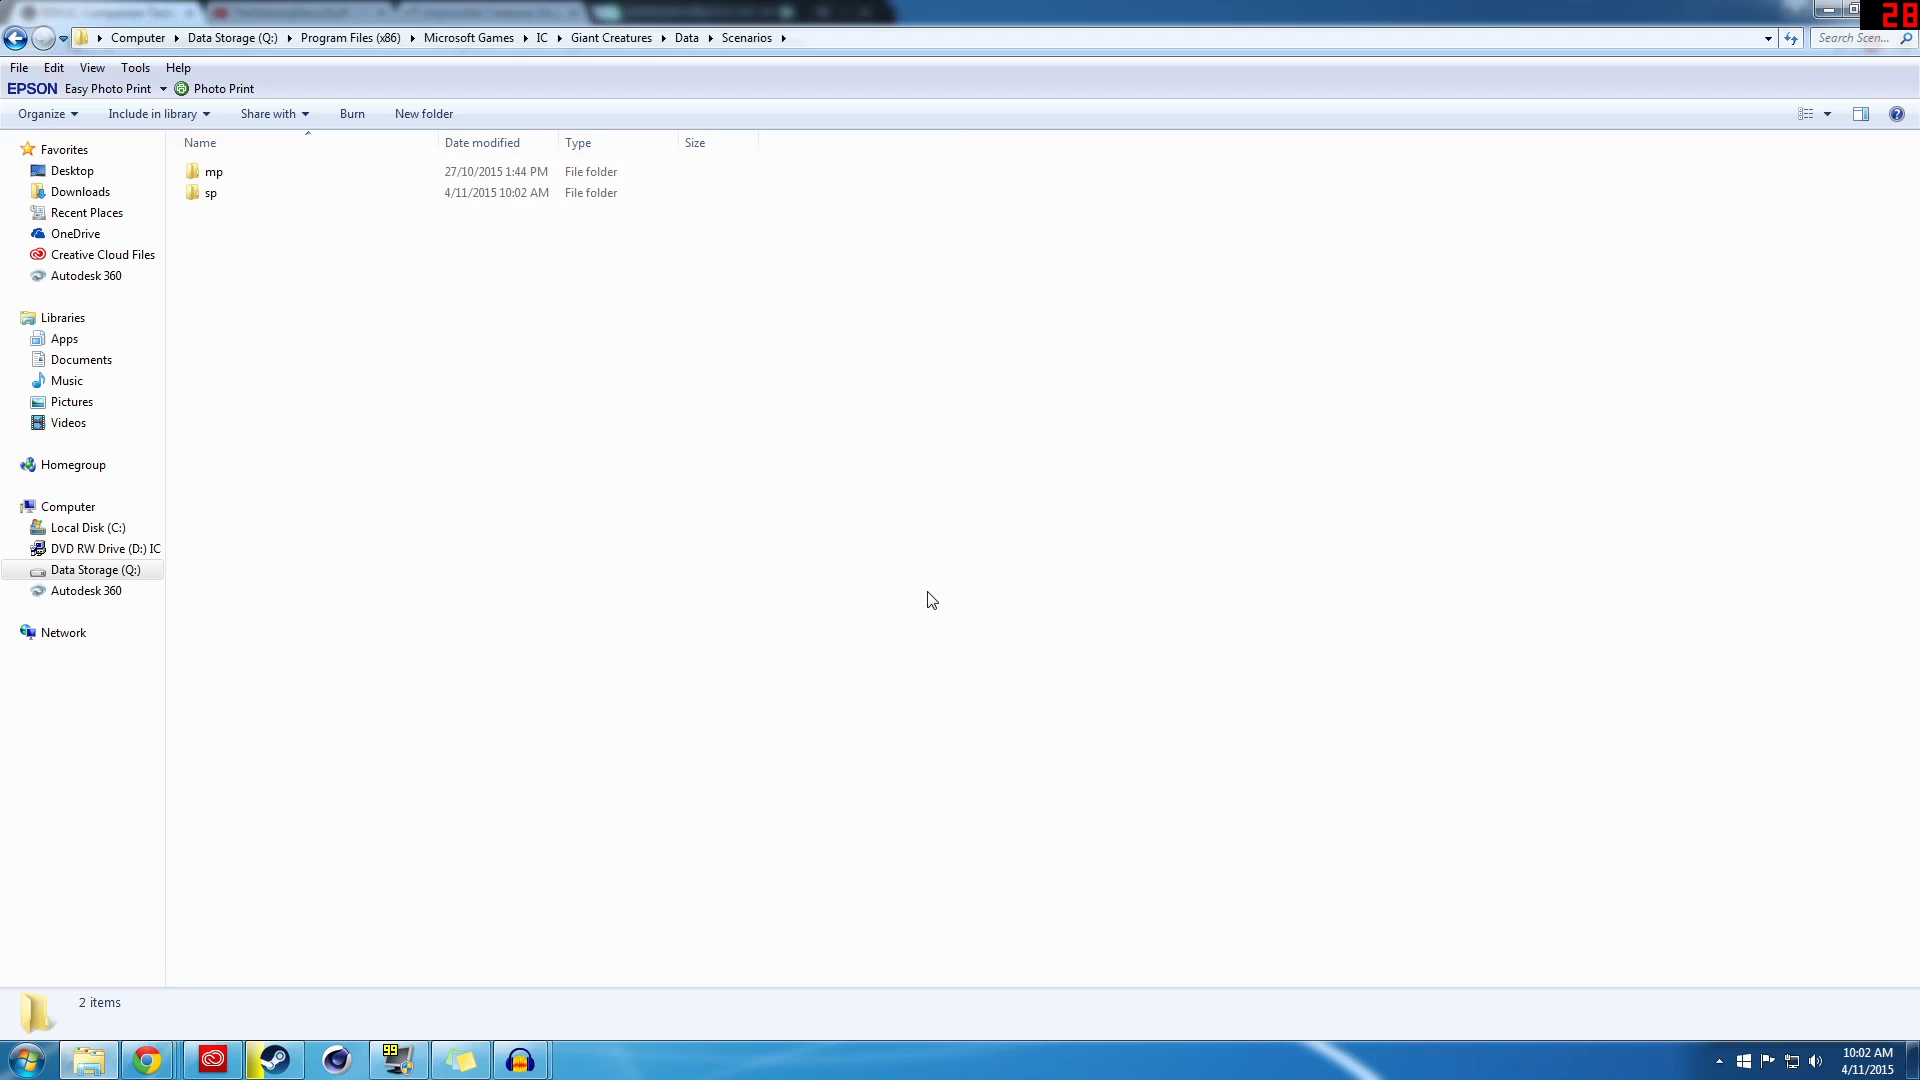 28
Computer Data Storage (Q:) Program Files (x86) Microsoft Games IC Giant Creatures Data Scenarios Search Scen...
File Edit View Tools Help
EPSON Easy Photo Print Photo Print
Organize Include in library Share with Burn New folder
Name Date modified Type Size
mp 27/10/2015 1:44 PM File folder
sp 4/11/2015 10:02 AM File folder
Favorites
Desktop
Downloads
Recent Places
OneDrive
Creative Cloud Files
Autodesk 360
Libraries
Apps
Documents
Music
Pictures
Videos
Homegroup
Computer
Local Disk (C:)
DVD RW Drive (D:) IC
Data Storage (Q:)
Autodesk 360
Network
2 items
99
10:02 AM
4/11/2015